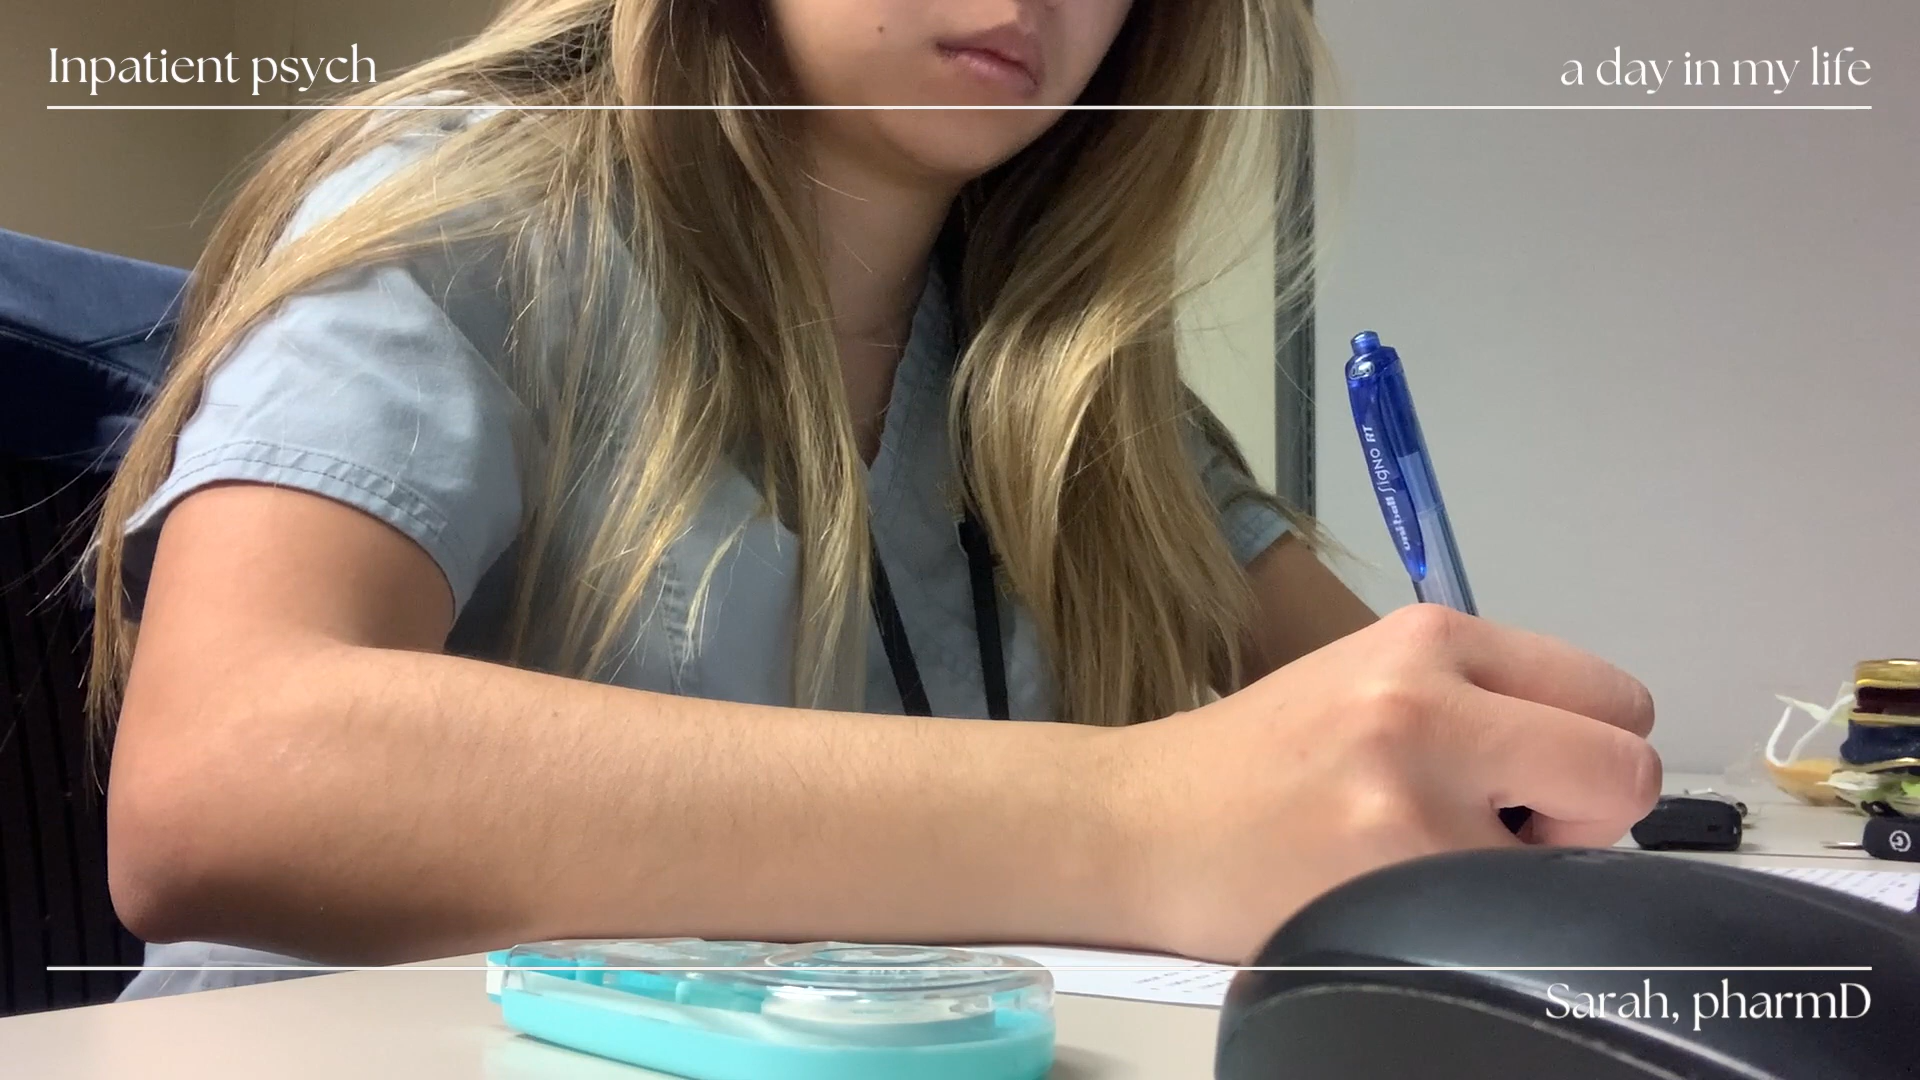 Inpatient psych
a day in my life
uni-ball Signo RT
Sarah, pharmD